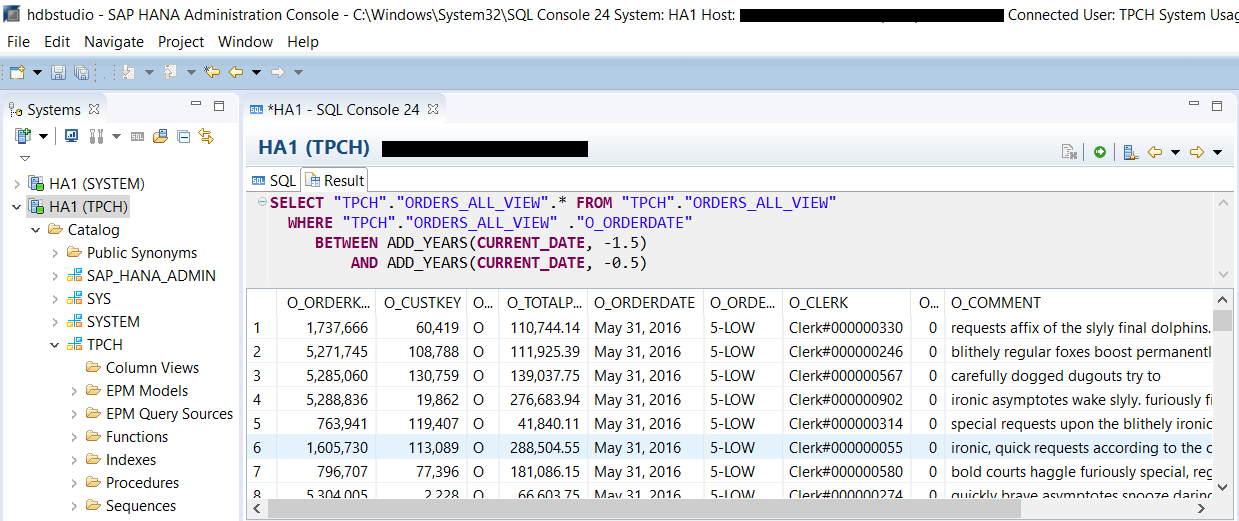 hdbstudio - SAP HANA Administration Console - C:\Windows\System32\SQL Console 24 System: HA1 Host: Connected User: TPCH System Usag
File Edit Navigate Project Window Help
Systems
HA1 (SYSTEM)
HA1 (TPCH)
Catalog
Public Synonyms
SAP_HANA_ADMIN
SYS
SYSTEM
TPCH
Column Views
EPM Models
EPM Query Sources
Functions
Indexes
Procedures
Sequences
*HA1 - SQL Console 24
HA1 (TPCH)
SQL Result
SELECT "TPCH"."ORDERS_ALL_VIEW".* FROM "TPCH"."ORDERS_ALL_VIEW"
WHERE "TPCH"."ORDERS_ALL_VIEW" ."O_ORDERDATE"
BETWEEN ADD_YEARS(CURRENT_DATE, -1.5)
AND ADD_YEARS(CURRENT_DATE, -0.5)
O_ORDERK... O_CUSTKEY O... O_TOTALP... O_ORDERDATE O_ORDE... O_CLERK O... O_COMMENT
1 1,737,666 60,419 O 110,744.14 May 31, 2016 5-LOW Clerk#000000330 0 requests affix of the slyly final dolphins.
2 5,271,745 108,788 O 111,925.39 May 31, 2016 5-LOW Clerk#000000246 0 blithely regular foxes boost permanentl
3 5,285,060 130,759 O 139,037.75 May 31, 2016 5-LOW Clerk#000000567 0 carefully dogged dugouts try to
4 5,288,836 19,862 O 276,683.94 May 31, 2016 5-LOW Clerk#000000902 0 ironic asymptotes wake slyly. furiously fi
5 763,941 119,407 O 41,840.11 May 31, 2016 5-LOW Clerk#000000314 0 special requests upon the blithely ironic
6 1,605,730 113,089 O 288,504.55 May 31, 2016 5-LOW Clerk#000000055 0 ironic, quick requests according to the c
7 796,707 77,396 O 181,086.15 May 31, 2016 5-LOW Clerk#000000580 0 bold courts haggle furiously special, reg
8 5,304,005 2,228 O 66,603.75 May 31, 2016 5-LOW Clerk#000000274 0 quickly brave asymptotes snooze daring